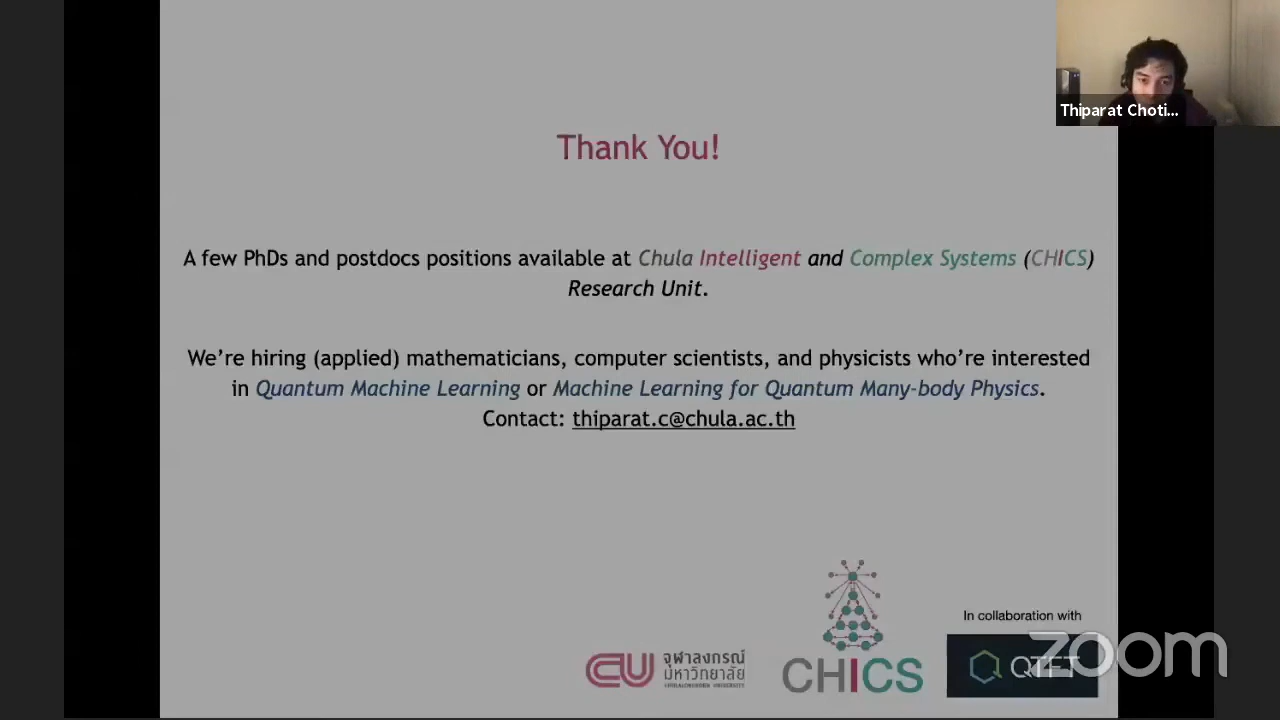 Thiparat Choti...
Thank You!
A few PhDs and postdocs positions available at Chula Intelligent and Complex Systems (CHICS)
Research Unit.
We're hiring (applied) mathematicians, computer scientists, and physicists who're interested
in Quantum Machine Learning or Machine Learning for Quantum Many-body Physics.
Contact: thiparat.c@chula.ac.th
In collaboration with
จุฬาลงกรณ์
มหาวิทยาลัย
CHULALONGKORN UNIVERSITY
CHICS
QTFT
zoom